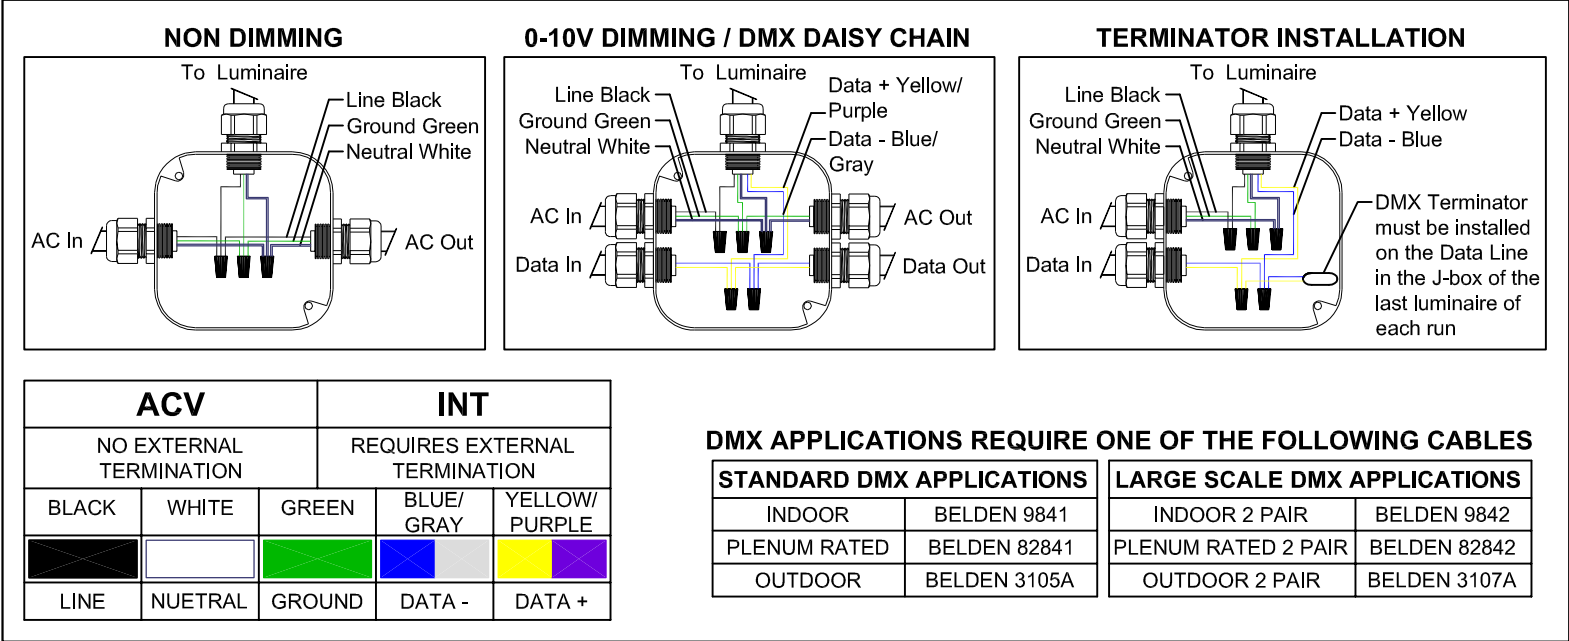 NON DIMMING
To Luminaire
Line Black
Ground Green
Neutral White
AC In
AC Out
0-10V DIMMING / DMX DAISY CHAIN
To Luminaire
Line Black
Ground Green
Neutral White
Data + Yellow/
Purple
Data - Blue/
Gray
AC In
AC Out
Data In
Data Out
TERMINATOR INSTALLATION
To Luminaire
Line Black
Ground Green
Neutral White
Data + Yellow
Data - Blue
AC In
Data In
DMX Terminator
must be installed
on the Data Line
in the J-box of the
last luminaire of
each run
ACV
INT
NO EXTERNAL
TERMINATION
REQUIRES EXTERNAL
TERMINATION
BLACK
WHITE
GREEN
BLUE/
GRAY
YELLOW/
PURPLE
LINE
NUETRAL
GROUND
DATA -
DATA +
DMX APPLICATIONS REQUIRE ONE OF THE FOLLOWING CABLES
STANDARD DMX APPLICATIONS
INDOOR BELDEN 9841
PLENUM RATED BELDEN 82841
OUTDOOR BELDEN 3105A
LARGE SCALE DMX APPLICATIONS
INDOOR 2 PAIR BELDEN 9842
PLENUM RATED 2 PAIR BELDEN 82842
OUTDOOR 2 PAIR BELDEN 3107A